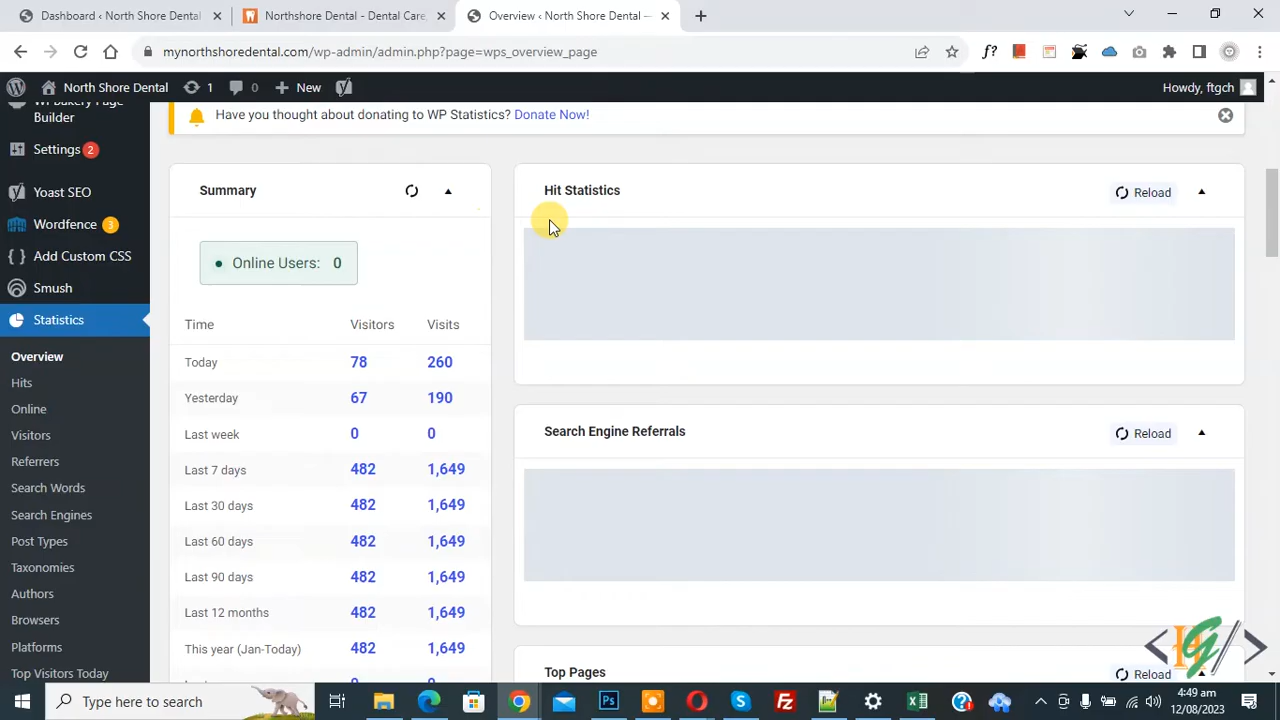 Dashboard ‹ North Shore Dental
Northshore Dental - Dental Care,
Overview ‹ North Shore Dental —
mynorthshoredental.com/wp-admin/admin.php?page=wps_overview_page
North Shore Dental
1
0
New
Howdy, ftgch
WPBakery Page
Builder
Settings 2
Yoast SEO
Wordfence 3
Add Custom CSS
Smush
Statistics
Overview
Hits
Online
Visitors
Referrers
Search Words
Search Engines
Post Types
Taxonomies
Authors
Browsers
Platforms
Top Visitors Today
Have you thought about donating to WP Statistics? Donate Now!
Summary
Online Users: 0
Time Visitors Visits
Today 78 260
Yesterday 67 190
Last week 0 0
Last 7 days 482 1,649
Last 30 days 482 1,649
Last 60 days 482 1,649
Last 90 days 482 1,649
Last 12 months 482 1,649
This year (Jan-Today) 482 1,649
Hit Statistics
Reload
Search Engine Referrals
Reload
Top Pages
Reload
Type here to search
4:49 am
12/08/2023